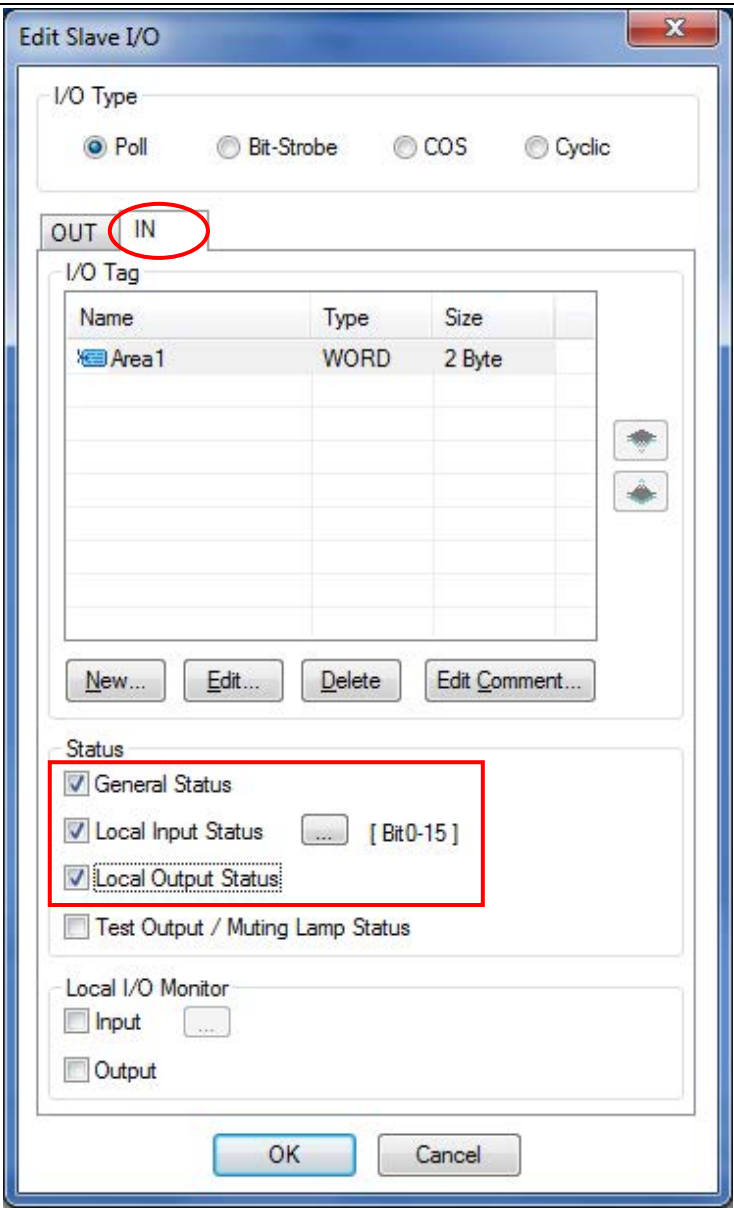 Edit Slave I/O
X
I/O Type
Poll Bit-Strobe COS Cyclic
OUT IN
I/O Tag
Name Type Size
Area1 WORD 2 Byte
New... Edit... Delete Edit Comment...
Status
General Status
Local Input Status ... [ Bit0-15 ]
Local Output Status
Test Output / Muting Lamp Status
Local I/O Monitor
Input ...
Output
OK Cancel